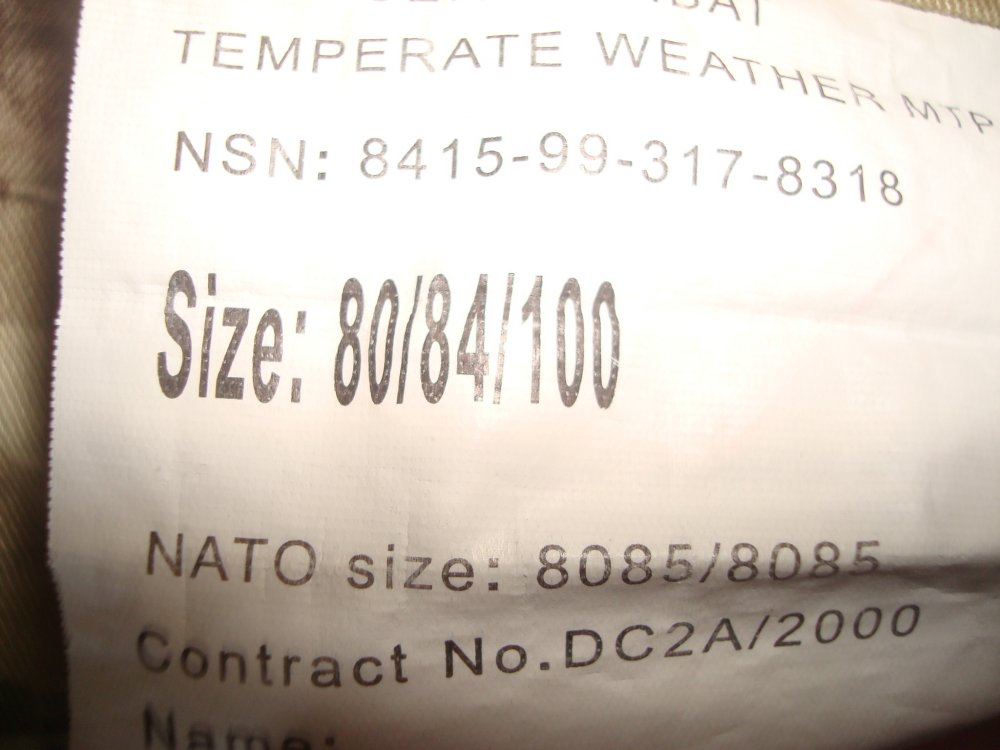 TEMPERATE WEATHER MTP
NSN: 8415-99-317-8318
Size: 80/84/100
NATO size: 8085/8085
Contract No.DC2A/2000
Name: